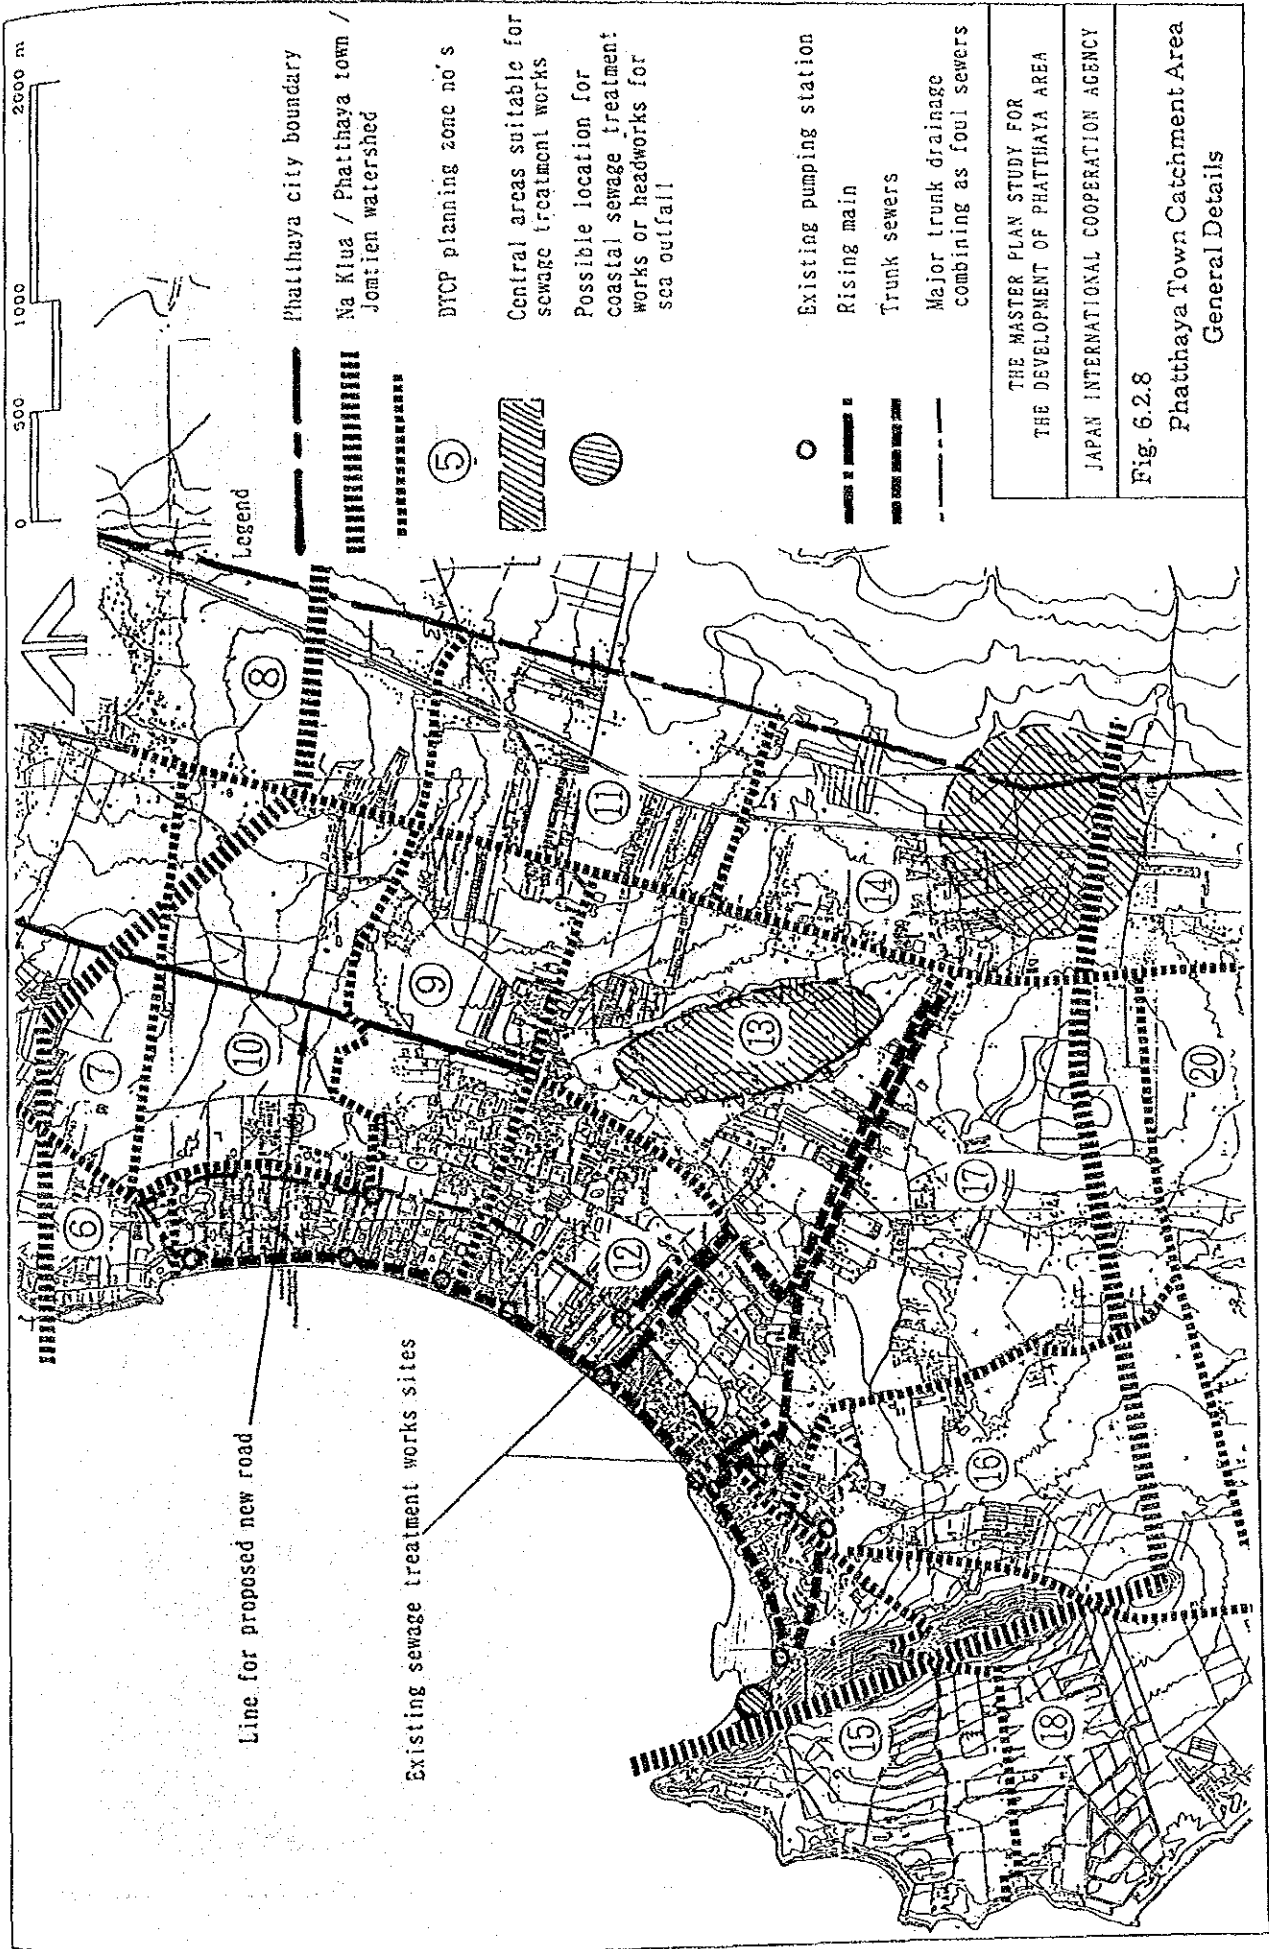 0 500 1000 2000 m
Legend
Phatthaya city boundary
Na Klua / Phatthaya town /
Jomtien watershed
5
DTCP planning zone no's
Central areas suitable for
sewage treatment works
Possible location for
coastal sewage treatment
works or headworks for
sea outfall
Existing pumping station
Rising main
Trunk sewers
Major trunk drainage
combining as foul sewers
Line for proposed new road
Existing sewage treatment works sites
6
7
8
9
10
11
12
13
14
15
16
17
18
20
THE MASTER PLAN STUDY FOR
THE DEVELOPMENT OF PHATTHAYA AREA
JAPAN INTERNATIONAL COOPERATION AGENCY
Fig. 6.2.8
Phatthaya Town Catchment Area
General Details